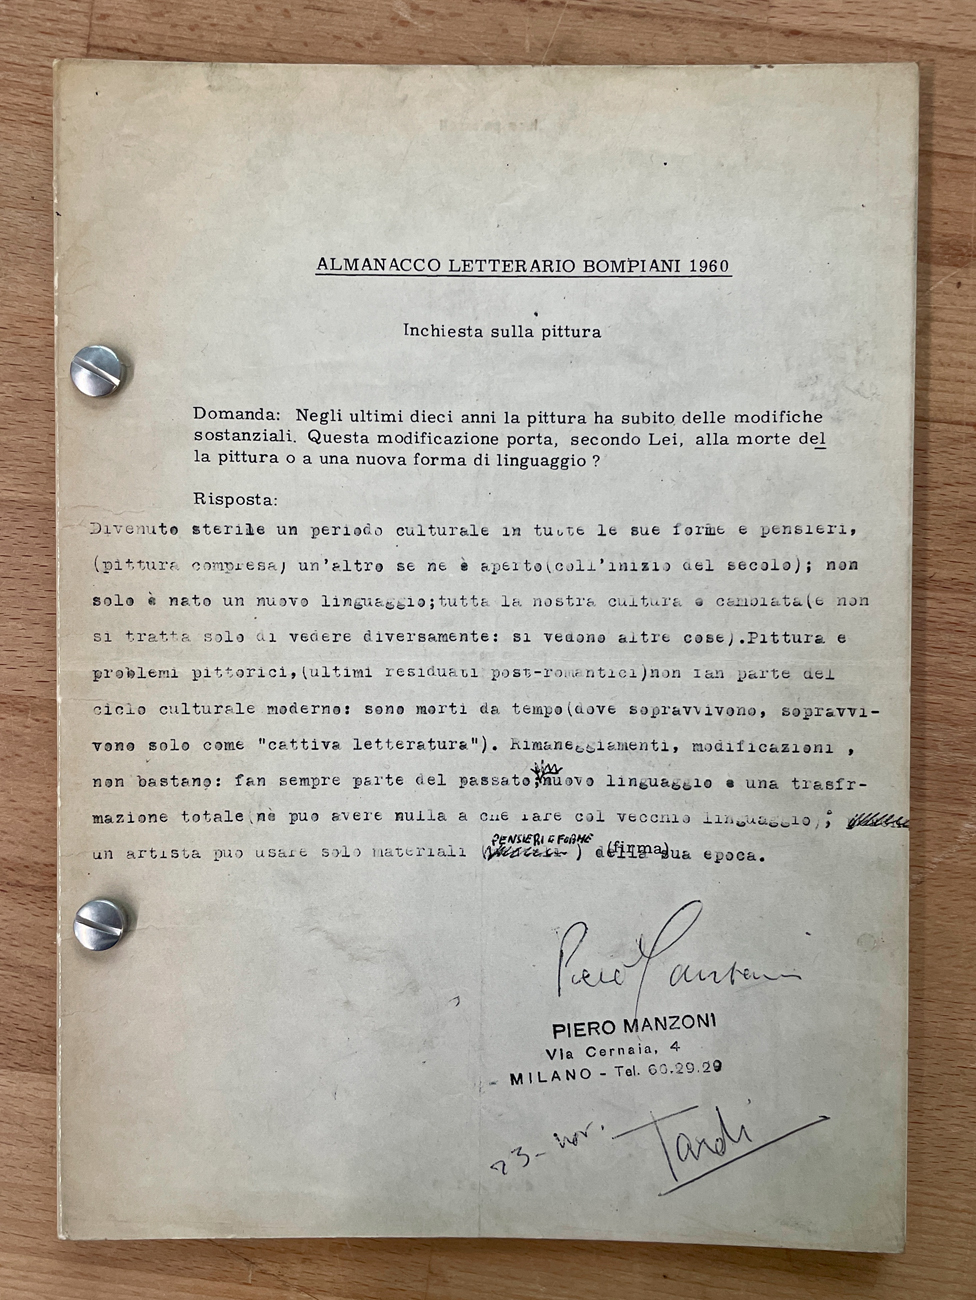 ALMANACCO LETTERARIO BOMPIANI 1960
Inchiesta sulla pittura
Domanda: Negli ultimi dieci anni la pittura ha subito delle modifiche
sostanziali. Questa modificazione porta, secondo Lei, alla morte del
la pittura o a una nuova forma di linguaggio ?
Risposta:
Divenuto sterile un periodo culturale in tutte le sue forme e pensieri,
(pittura compresa) un'altro se ne è aperto(coll'inizio del secolo); non
solo è nato un nuovo linguaggio;tutta la nostra cultura e cambiata(e non
si tratta solo di vedere diversamente: si vedono altre cose).Pittura e
problemi pittorici,(ultimi residuati post-romantici)non fan parte del
ciclo culturale moderno: sono morti da tempo(dove sopravvivono, sopravvi-
vono solo come "cattiva letteratura"). Rimaneggiamenti, modificazioni ,
non bastano: fan sempre parte del passato;nuovo linguaggio e una trasfr-
mazione totale(nè puo avere nulla a che fare col vecchio linguaggio);
PENSIERI E FORME
un artista puo usare solo materiali ( ) della sua epoca.
(firma)
Piero Manzoni
PIERO MANZONI
Via Cernaia, 4
MILANO - Tel. 66.29.29
23 - nov.
Tardi